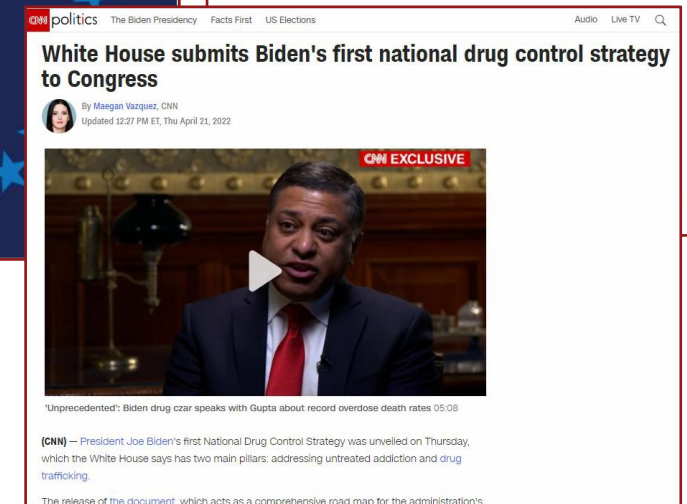 CNN politics The Biden Presidency Facts First US Elections Audio Live TV
White House submits Biden's first national drug control strategy
to Congress
By Maegan Vazquez, CNN
Updated 12:27 PM ET, Thu April 21, 2022
CNN EXCLUSIVE
'Unprecedented': Biden drug czar speaks with Gupta about record overdose death rates 05:08
(CNN) — President Joe Biden's first National Drug Control Strategy was unveiled on Thursday,
which the White House says has two main pillars: addressing untreated addiction and drug
trafficking.
The release of the document, which acts as a comprehensive road map for the administration's